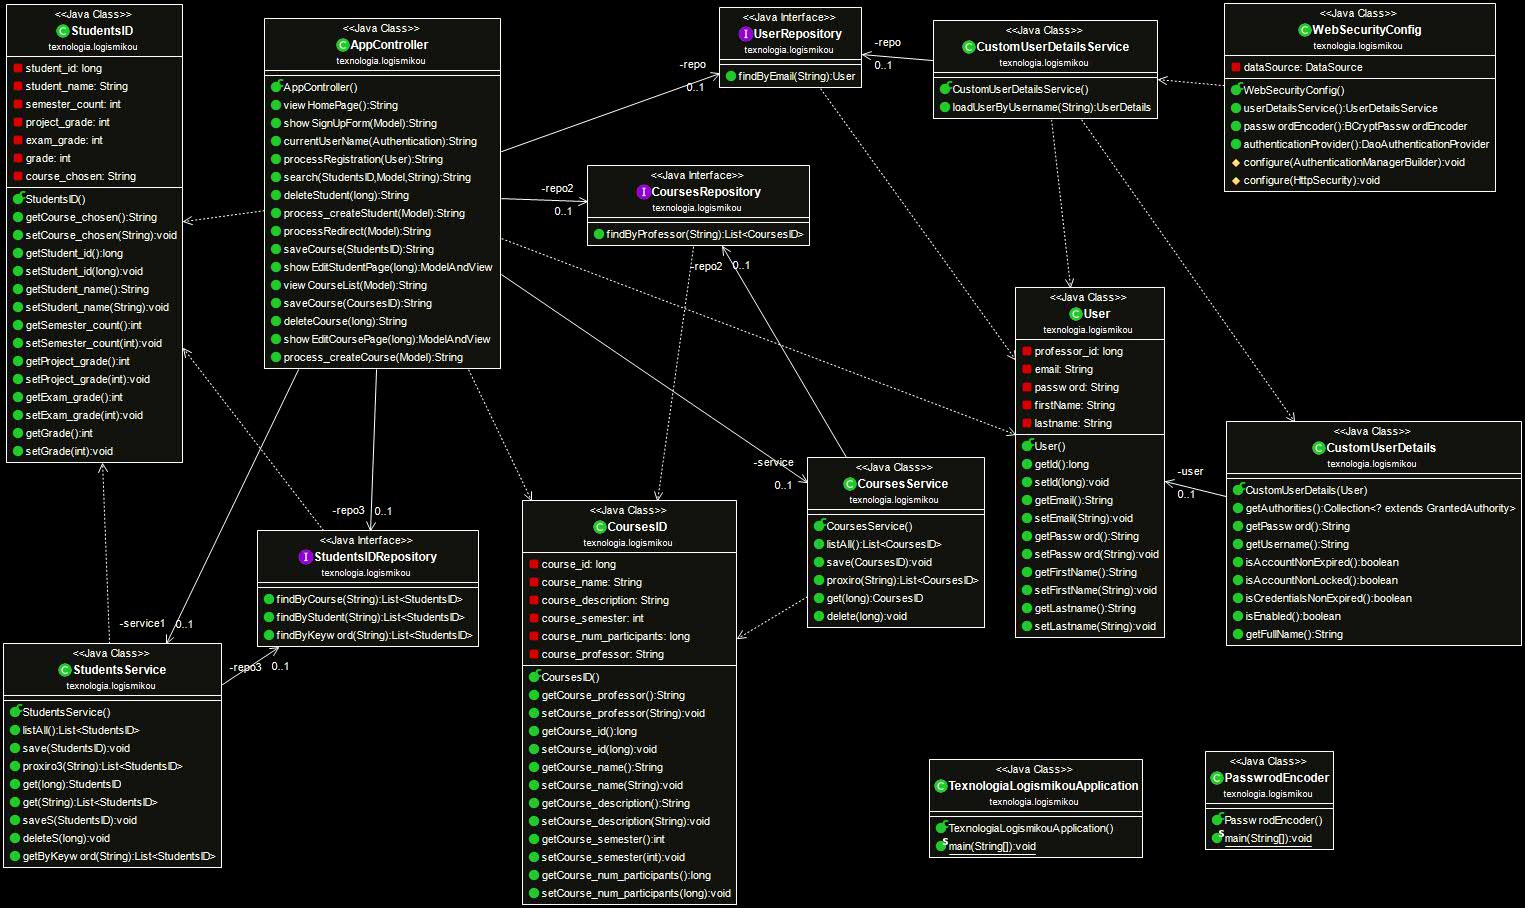 <<Java Class>>
StudentsID
texnologia.logismikou
student_id: long
student_name: String
semester_count: int
project_grade: int
exam_grade: int
grade: int
course_chosen: String
StudentsID()
getCourse_chosen():String
setCourse_chosen(String):void
getStudent_id():long
setStudent_id(long):void
getStudent_name():String
setStudent_name(String):void
getSemester_count():int
setSemester_count(int):void
getProject_grade():int
setProject_grade(int):void
getExam_grade():int
setExam_grade(int):void
getGrade():int
setGrade(int):void
<<Java Class>>
AppController
texnologia.logismikou
AppController()
viewHomePage():String
showSignUpForm(Model):String
currentUserName(Authentication):String
processRegistration(User):String
search(StudentsID,Model,String):String
deleteStudent(long):String
process_createStudent(Model):String
processRedirect(Model):String
saveCourse(StudentsID):String
showEditStudentPage(long):ModelAndView
viewCourseList(Model):String
saveCourse(CoursesID):String
deleteCourse(long):String
showEditCoursePage(long):ModelAndView
process_createCourse(Model):String
-repo
0..1
<<Java Interface>>
UserRepository
texnologia.logismikou
findByEmail(String):User
-repo
0..1
<<Java Class>>
CustomUserDetailsService
texnologia.logismikou
CustomUserDetailsService()
loadUserByUsername(String):UserDetails
<<Java Class>>
WebSecurityConfig
texnologia.logismikou
dataSource: DataSource
WebSecurityConfig()
userDetailsService():UserDetailsService
passwordEncoder():BCryptPasswordEncoder
authenticationProvider():DaoAuthenticationProvider
configure(AuthenticationManagerBuilder):void
configure(HttpSecurity):void
-repo2
0..1
<<Java Interface>>
CoursesRepository
texnologia.logismikou
findByProfessor(String):List<CoursesID>
-repo2
0..1
<<Java Class>>
User
texnologia.logismikou
professor_id: long
email: String
password: String
firstName: String
lastname: String
User()
getId():long
setId(long):void
getEmail():String
setEmail(String):void
getPassword():String
setPassword(String):void
getFirstName():String
setFirstName(String):void
getLastname():String
setLastname(String):void
-user
0..1
<<Java Class>>
CustomUserDetails
texnologia.logismikou
CustomUserDetails(User)
getAuthorities():Collection<? extends GrantedAuthority>
getPassword():String
getUsername():String
isAccountNonExpired():boolean
isAccountNonLocked():boolean
isCredentialsNonExpired():boolean
isEnabled():boolean
getFullName():String
-service
0..1
<<Java Class>>
CoursesService
texnologia.logismikou
CoursesService()
listAll():List<CoursesID>
save(CoursesID):void
proxiro(String):List<CoursesID>
get(long):CoursesID
delete(long):void
-repo3
0..1
<<Java Interface>>
StudentsIDRepository
texnologia.logismikou
findByCourse(String):List<StudentsID>
findByStudent(String):List<StudentsID>
findByKeyword(String):List<StudentsID>
<<Java Class>>
CoursesID
texnologia.logismikou
course_id: long
course_name: String
course_description: String
course_semester: int
course_num_participants: long
course_professor: String
CoursesID()
getCourse_professor():String
setCourse_professor(String):void
getCourse_id():long
setCourse_id(long):void
getCourse_name():String
setCourse_name(String):void
getCourse_description():String
setCourse_description(String):void
getCourse_semester():int
setCourse_semester(int):void
getCourse_num_participants():long
setCourse_num_participants(long):void
-service1
0..1
-repo3
0..1
<<Java Class>>
StudentsService
texnologia.logismikou
StudentsService()
listAll():List<StudentsID>
save(StudentsID):void
proxiro3(String):List<StudentsID>
get(long):StudentsID
get(String):List<StudentsID>
saveS(StudentsID):void
deleteS(long):void
getByKeyword(String):List<StudentsID>
<<Java Class>>
TexnologiaLogismikouApplication
texnologia.logismikou
TexnologiaLogismikouApplication()
main(String[]):void
<<Java Class>>
PasswrodEncoder
texnologia.logismikou
PasswrodEncoder()
main(String[]):void